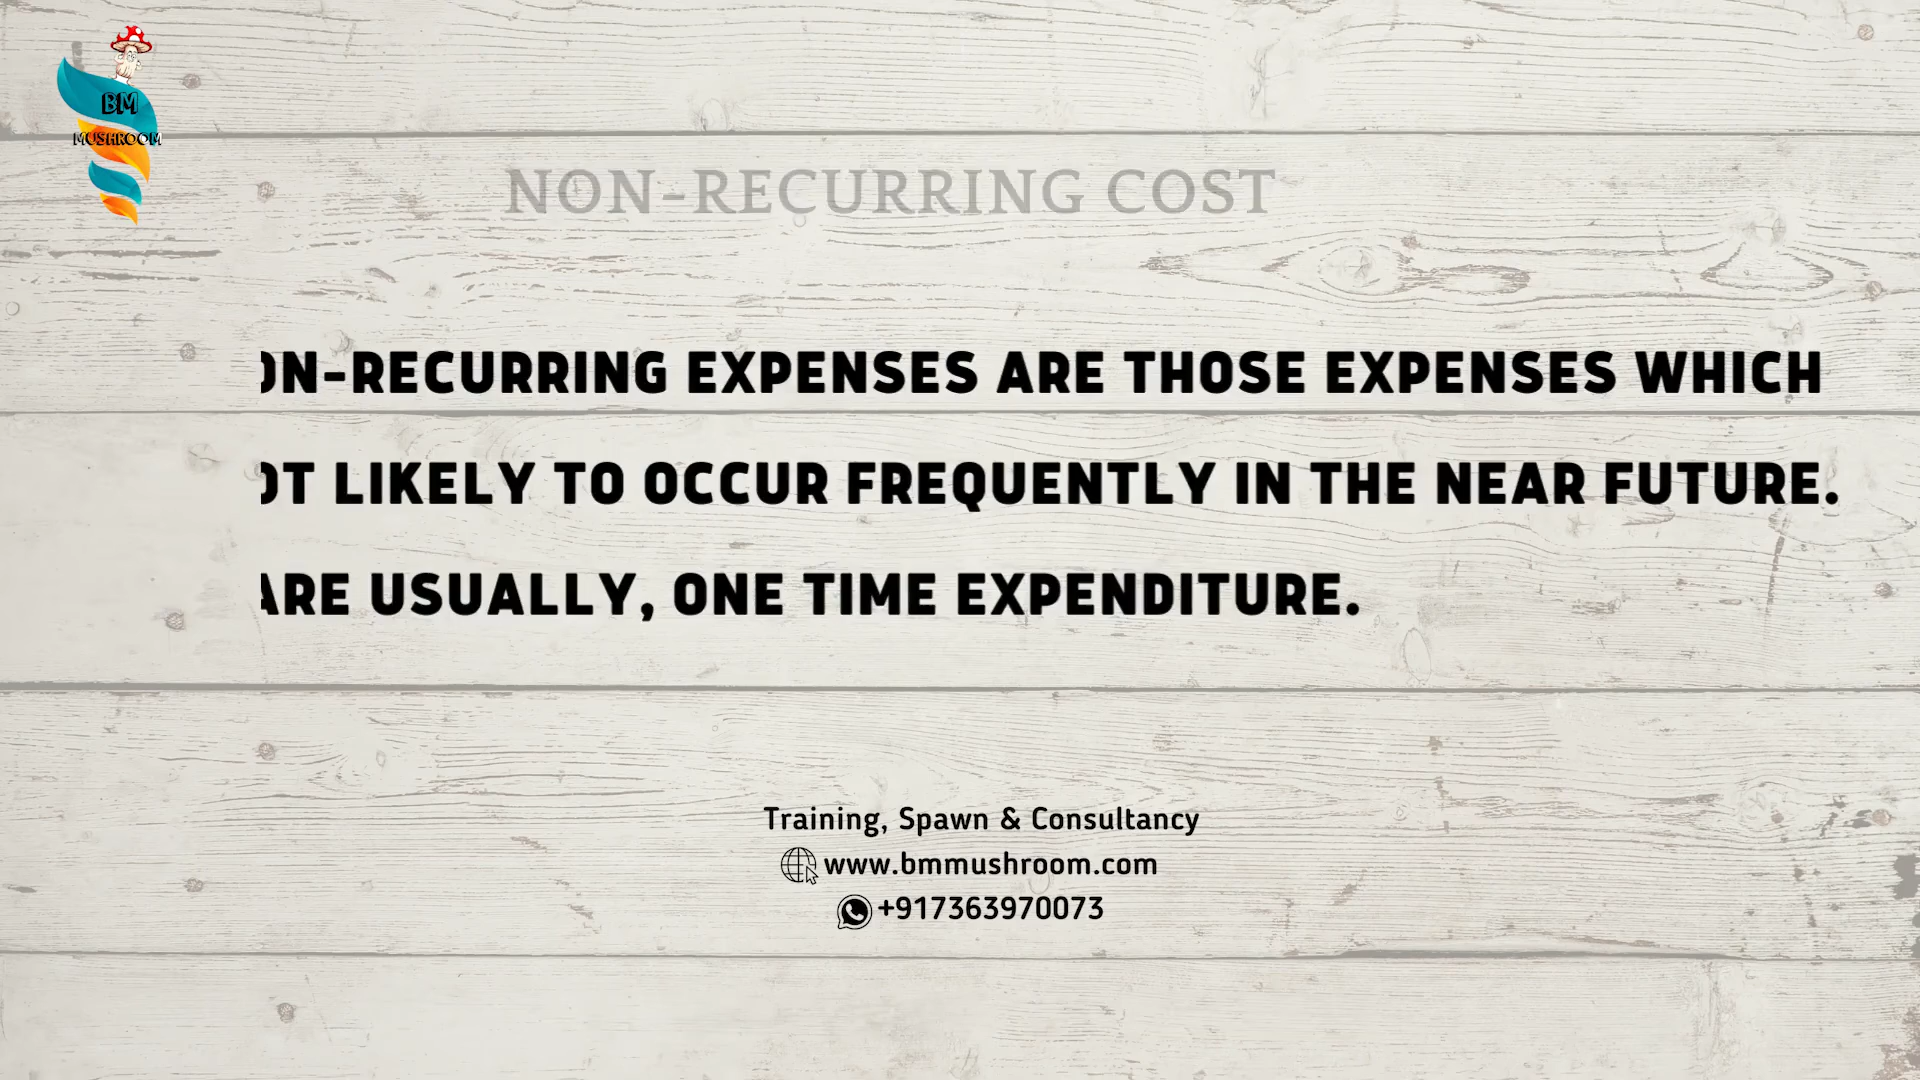 BM
MUSHROOM
NON-RECURRING COST
ON-RECURRING EXPENSES ARE THOSE EXPENSES WHICH
OT LIKELY TO OCCUR FREQUENTLY IN THE NEAR FUTURE.
ARE USUALLY, ONE TIME EXPENDITURE.
Training, Spawn & Consultancy
www.bmmushroom.com
+917363970073